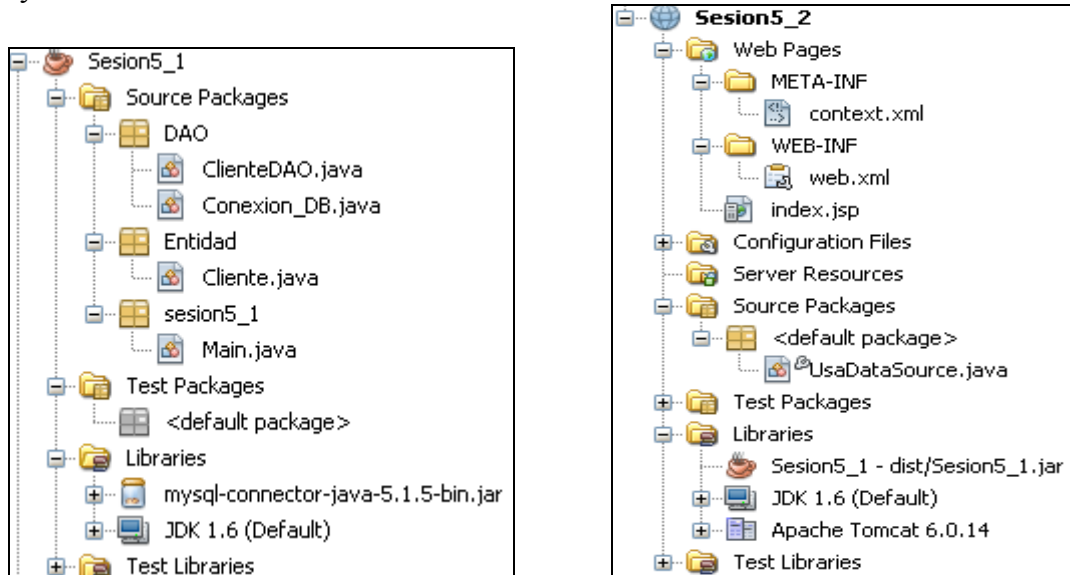 Sesion5_1
Source Packages
DAO
ClienteDAO.java
Conexion_DB.java
Entidad
Cliente.java
sesion5_1
Main.java
Test Packages
<default package>
Libraries
mysql-connector-java-5.1.5-bin.jar
JDK 1.6 (Default)
Test Libraries
Sesion5_2
Web Pages
META-INF
context.xml
WEB-INF
web.xml
index.jsp
Configuration Files
Server Resources
Source Packages
<default package>
UsaDataSource.java
Test Packages
Libraries
Sesion5_1 - dist/Sesion5_1.jar
JDK 1.6 (Default)
Apache Tomcat 6.0.14
Test Libraries